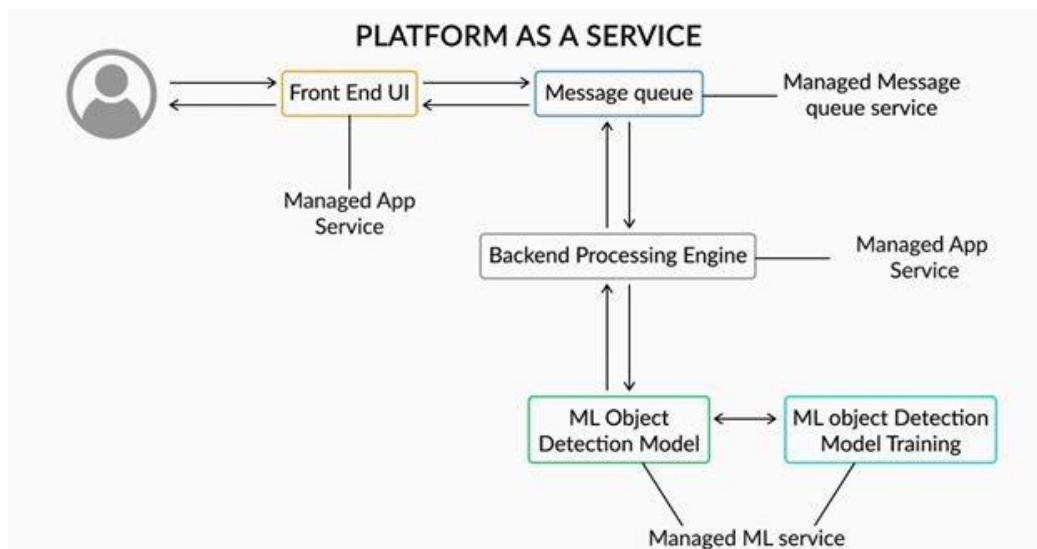 PLATFORM AS A SERVICE
Front End UI
Message queue
Managed Message
queue service
Managed App
Service
Backend Processing Engine
Managed App
Service
ML Object
Detection Model
ML object Detection
Model Training
Managed ML service